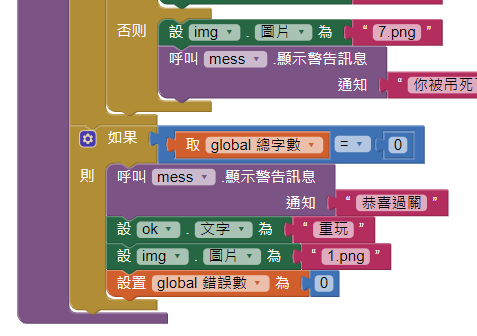 否則 設 img . 圖片 為 " 7.png "
呼叫 mess .顯示警告訊息
通知 " 你被吊死
如果 取 global 總字數 = 0
則 呼叫 mess .顯示警告訊息
通知 " 恭喜過關 "
設 ok . 文字 為 " 重玩 "
設 img . 圖片 為 " 1.png "
設置 global 錯誤數 為 0